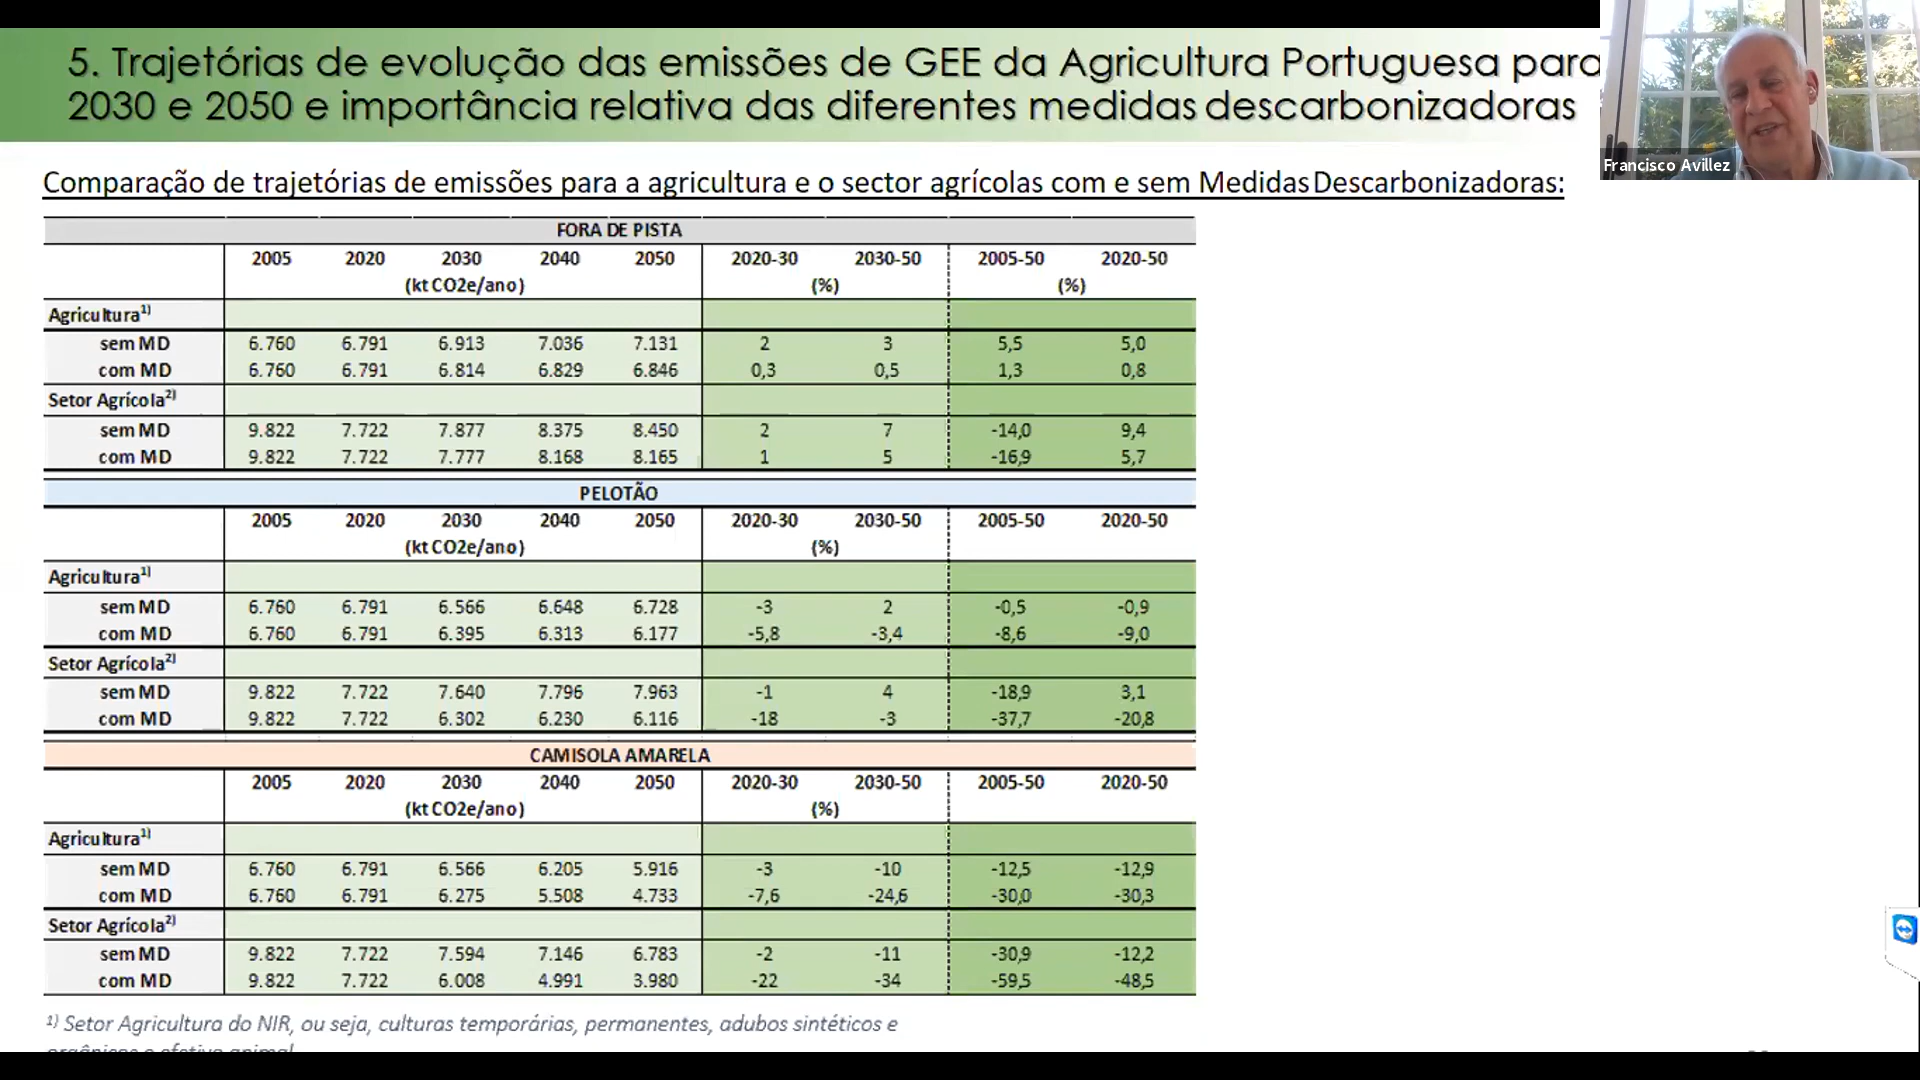 5. Trajetórias de evolução das emissões de GEE da Agricultura Portuguesa para
2030 e 2050 e importância relativa das diferentes medidas descarbonizadoras
Francisco Avillez
Comparação de trajetórias de emissões para a agricultura e o sector agrícolas com e sem Medidas Descarbonizadoras:
FORA DE PISTA
2005 2020 2030 2040 2050 2020-30 2030-50 2005-50 2020-50
(kt CO2e/ano) (%) (%)
Agricultura1)
sem MD 6.760 6.791 6.913 7.036 7.131 2 3 5,5 5,0
com MD 6.760 6.791 6.814 6.829 6.846 0,3 0,5 1,3 0,8
Setor Agrícola2)
sem MD 9.822 7.722 7.877 8.375 8.450 2 7 -14,0 9,4
com MD 9.822 7.722 7.777 8.168 8.165 1 5 -16,9 5,7
PELOTÃO
2005 2020 2030 2040 2050 2020-30 2030-50 2005-50 2020-50
(kt CO2e/ano) (%)
Agricultura1)
sem MD 6.760 6.791 6.566 6.648 6.728 -3 2 -0,5 -0,9
com MD 6.760 6.791 6.395 6.313 6.177 -5,8 -3,4 -8,6 -9,0
Setor Agrícola2)
sem MD 9.822 7.722 7.640 7.796 7.963 -1 4 -18,9 3,1
com MD 9.822 7.722 6.302 6.230 6.116 -18 -3 -37,7 -20,8
CAMISOLA AMARELA
2005 2020 2030 2040 2050 2020-30 2030-50 2005-50 2020-50
(kt CO2e/ano) (%)
Agricultura1)
sem MD 6.760 6.791 6.566 6.205 5.916 -3 -10 -12,5 -12,9
com MD 6.760 6.791 6.275 5.508 4.733 -7,6 -24,6 -30,0 -30,3
Setor Agrícola2)
sem MD 9.822 7.722 7.594 7.146 6.783 -2 -11 -30,9 -12,2
com MD 9.822 7.722 6.008 4.991 3.980 -22 -34 -59,5 -48,5
1) Setor Agricultura do NIR, ou seja, culturas temporárias, permanentes, adubos sintéticos e